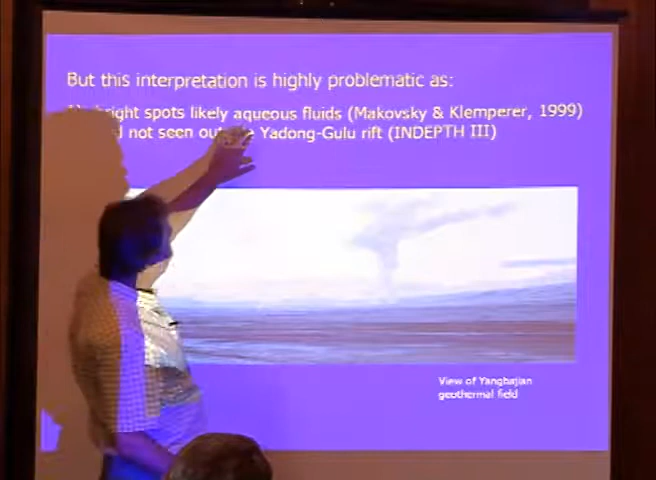 But this interpretation is highly problematic as:
bright spots likely aqueous fluids (Makovsky & Klemperer, 1999)
not seen Yadong-Gulu rift (INDEPTH III)
View of Yangbajian
geothermal field